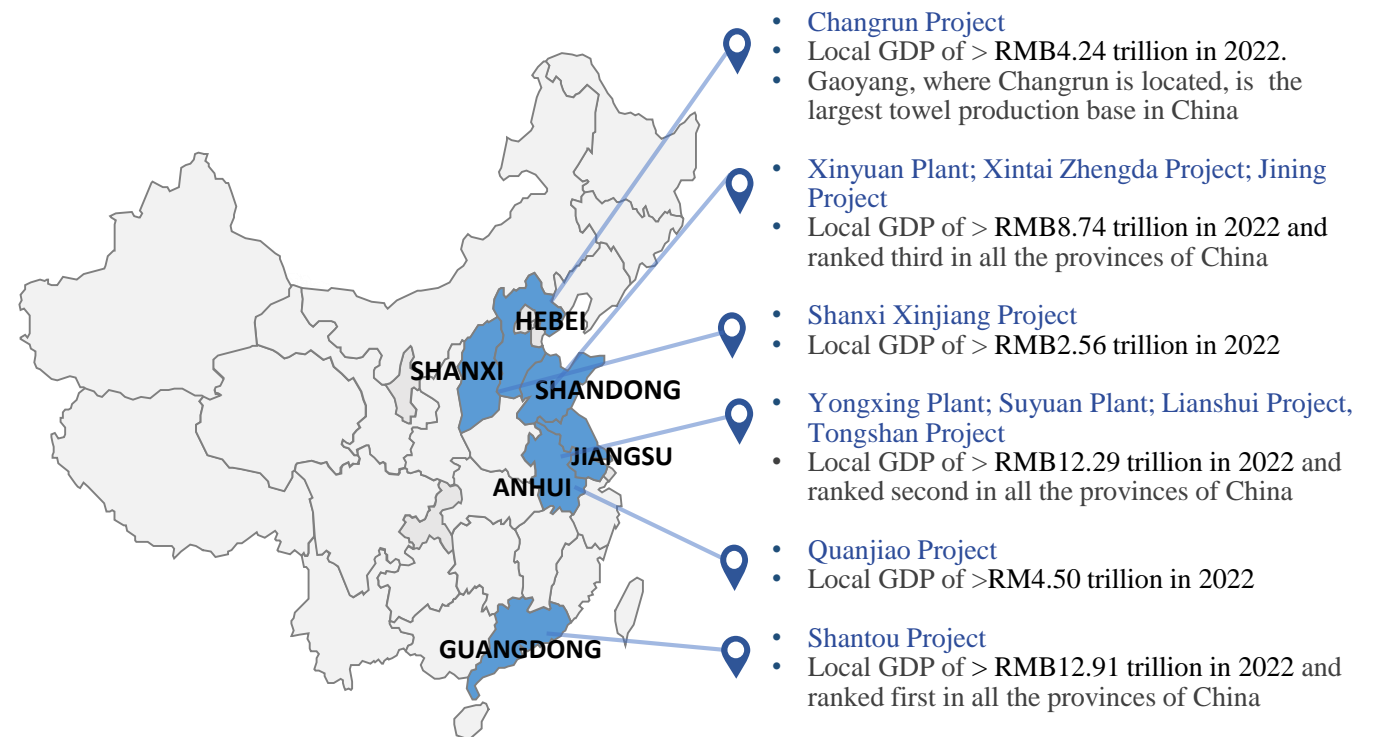 HEBEI
SHANXI
SHANDONG
JIANGSU
ANHUI
GUANGDONG
• Changrun Project
• Local GDP of > RMB4.24 trillion in 2022.
• Gaoyang, where Changrun is located, is the
largest towel production base in China
• Xinyuan Plant; Xintai Zhengda Project; Jining
Project
• Local GDP of > RMB8.74 trillion in 2022 and
ranked third in all the provinces of China
• Shanxi Xinjiang Project
• Local GDP of > RMB2.56 trillion in 2022
• Yongxing Plant; Suyuan Plant; Lianshui Project,
Tongshan Project
• Local GDP of > RMB12.29 trillion in 2022 and
ranked second in all the provinces of China
• Quanjiao Project
• Local GDP of >RM4.50 trillion in 2022
• Shantou Project
• Local GDP of > RMB12.91 trillion in 2022 and
ranked first in all the provinces of China